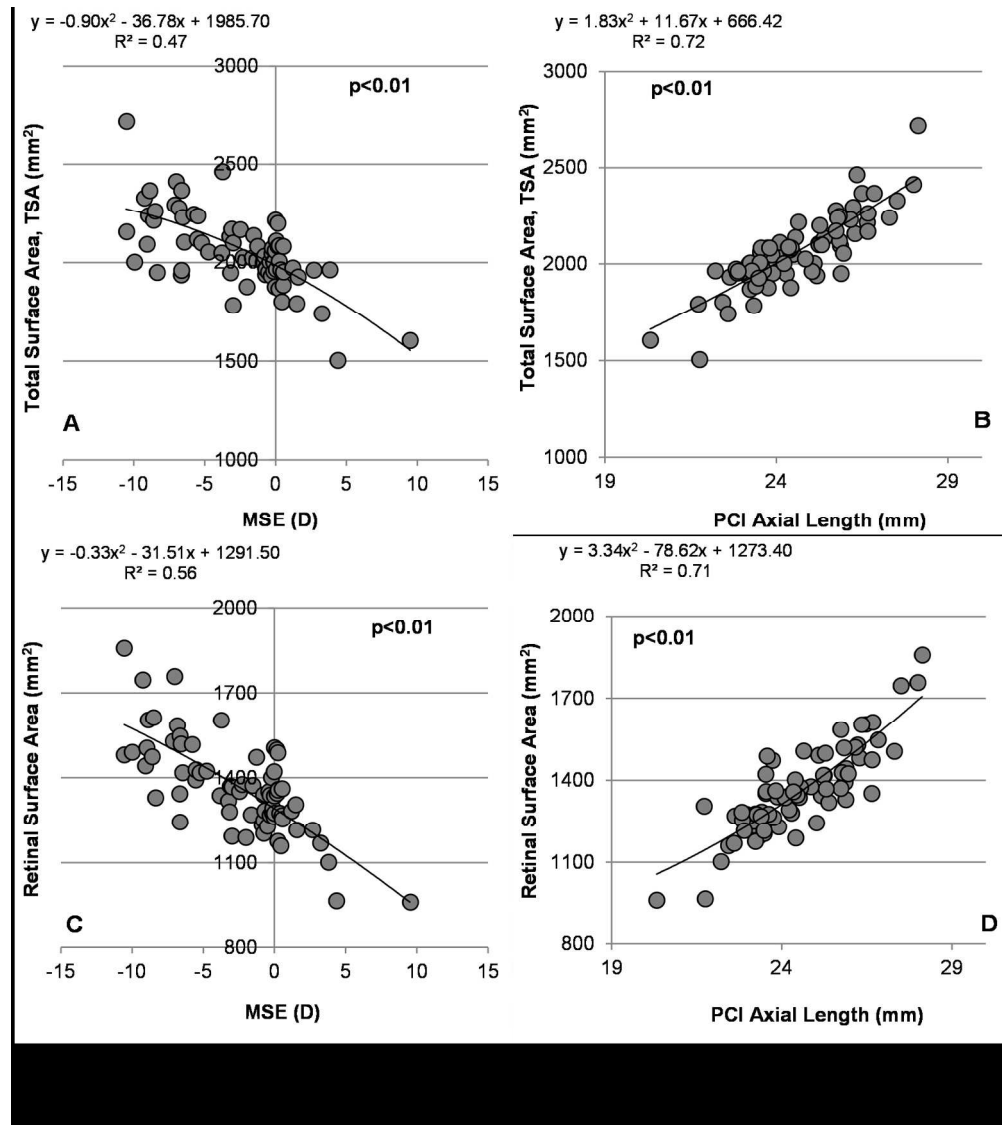 y = -0.90x² - 36.78x + 1985.70
R² = 0.47
3000
p<0.01
2500
2000
1500
1000
Total Surface Area, TSA (mm²)
A
-15 -10 -5 0 5 10 15
MSE (D)
y = 1.83x² + 11.67x + 666.42
R² = 0.72
3000
p<0.01
2500
2000
1500
1000
Total Surface Area, TSA (mm²)
B
19 24 29
PCI Axial Length (mm)
y = -0.33x² - 31.51x + 1291.50
R² = 0.56
2000
p<0.01
1700
1400
1100
800
Retinal Surface Area (mm²)
C
-15 -10 -5 0 5 10 15
MSE (D)
y = 3.34x² - 78.62x + 1273.40
R² = 0.71
2000
p<0.01
1700
1400
1100
800
Retinal Surface Area (mm²)
D
19 24 29
PCI Axial Length (mm)